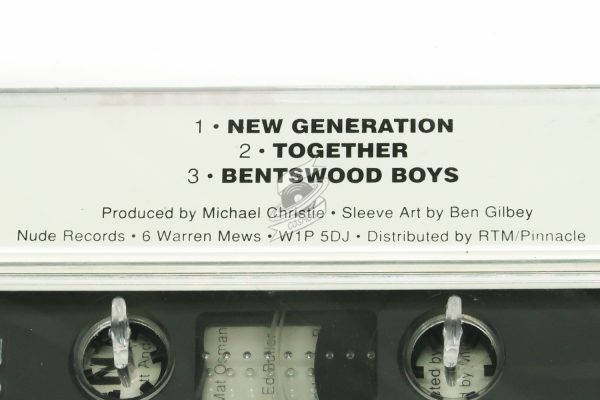 1 • NEW GENERATION
2 • TOGETHER
3 • BENTSWOOD BOYS
Produced by Michael Christie • Sleeve Art by Ben Gilbey
Nude Records • 6 Warren Mews • W1P 5DJ • Distributed by RTM/Pinnacle
Mat Osman